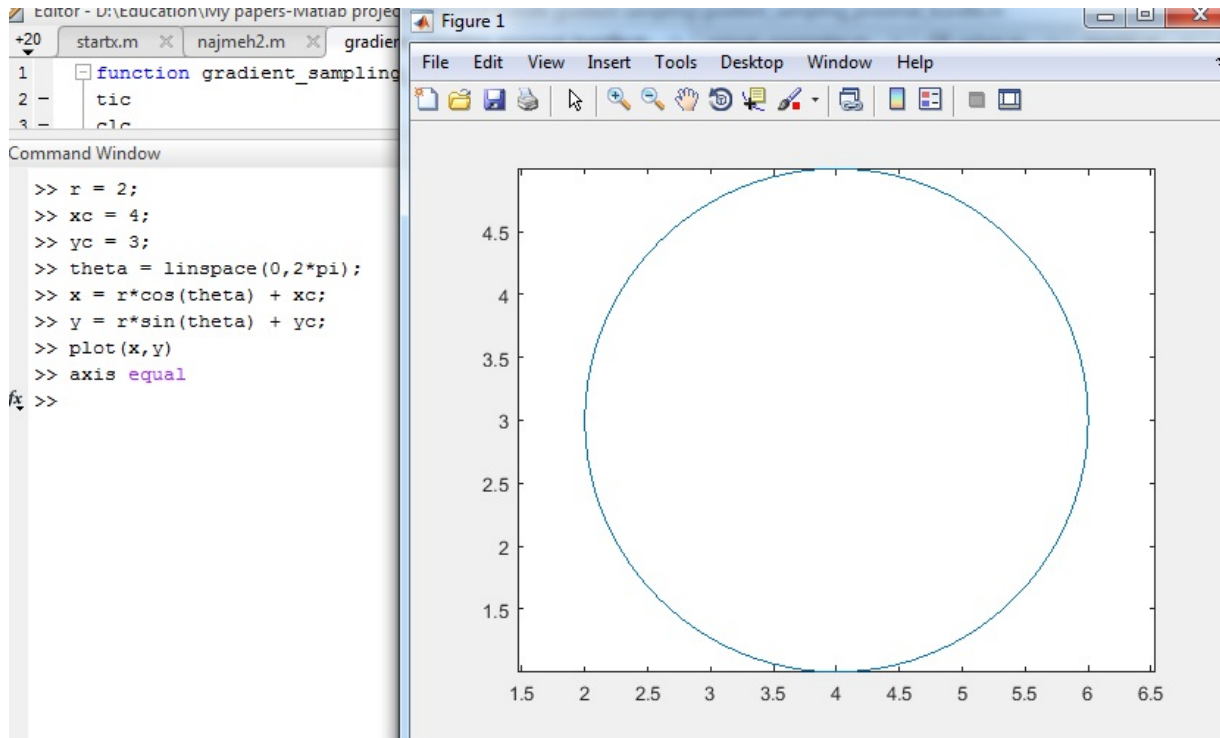 Editor - D:\Education\My papers-Matlab projec
+20 startx.m najmeh2.m gradien
1 function gradient_sampling
2 - tic
3 - clc
Command Window
>> r = 2;
>> xc = 4;
>> yc = 3;
>> theta = linspace(0,2*pi);
>> x = r*cos(theta) + xc;
>> y = r*sin(theta) + yc;
>> plot(x,y)
>> axis equal
fx >>
Figure 1
File Edit View Insert Tools Desktop Window Help
4.5
4
3.5
3
2.5
2
1.5
1.5 2 2.5 3 3.5 4 4.5 5 5.5 6 6.5